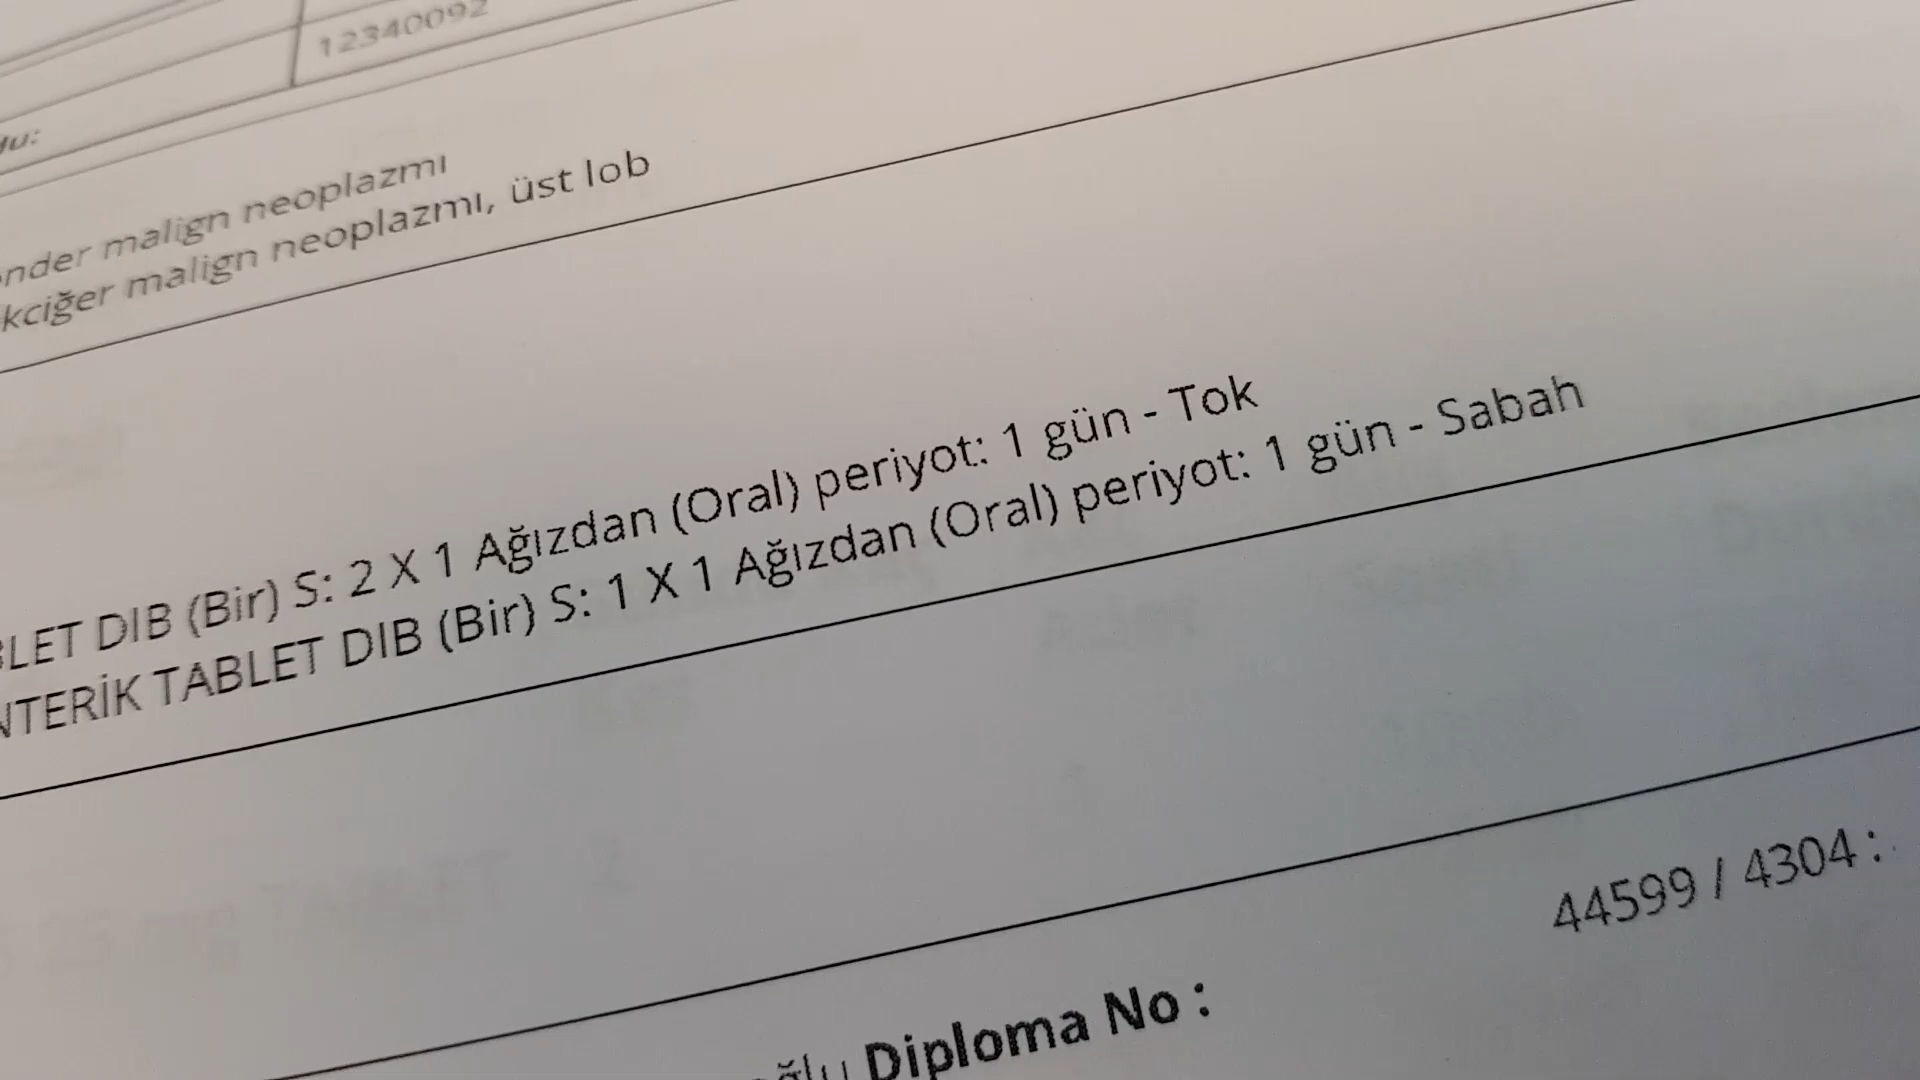 12340092
nder malign neoplazmı
kciğer malign neoplazmı, üst lob
LET DIB (Bir) S: 2 X 1 Ağızdan (Oral) periyot: 1 gün - Tok
NTERİK TABLET DIB (Bir) S: 1 X 1 Ağızdan (Oral) periyot: 1 gün - Sabah
44599 / 4304 :
oğlu Diploma No :